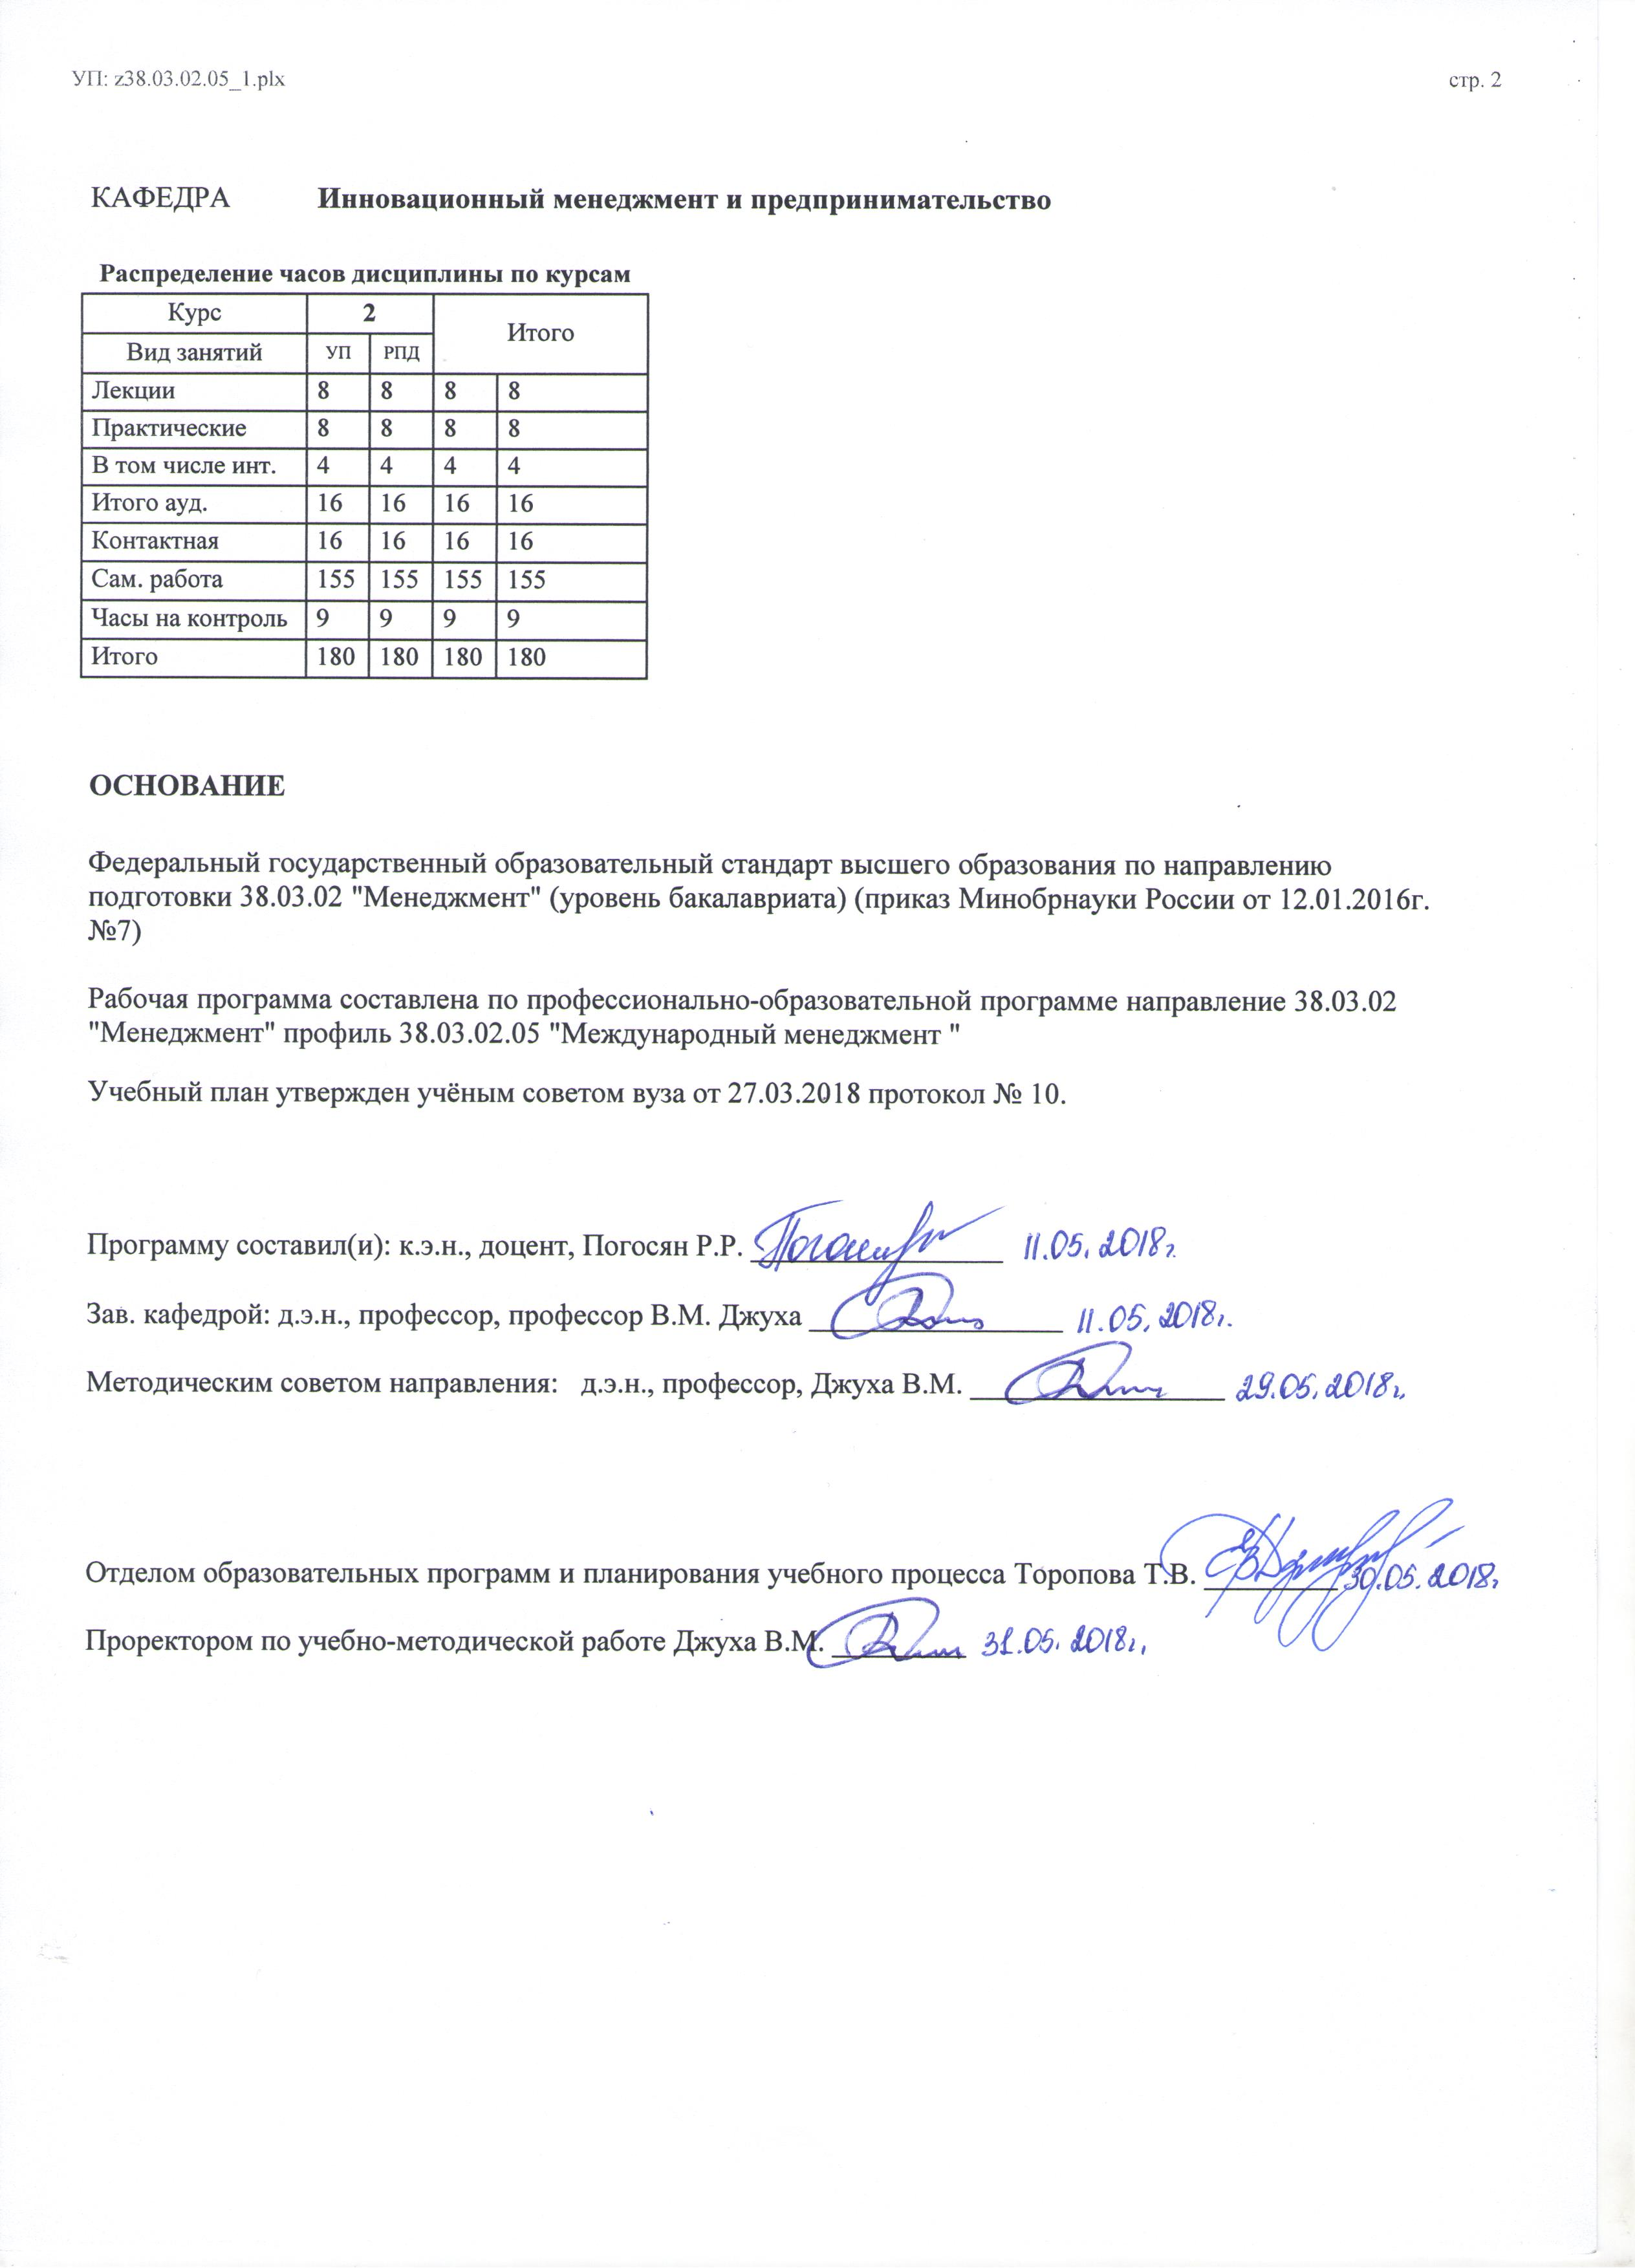 УП: z38.03.02.05_1.plx стр. 2
КАФЕДРА Инновационный менеджмент и предпринимательство
Распределение часов дисциплины по курсам
Курс 2 Итого
Вид занятий УП РПД
Лекции 8 8 8 8
Практические 8 8 8 8
В том числе инт. 4 4 4 4
Итого ауд. 16 16 16 16
Контактная 16 16 16 16
Сам. работа 155 155 155 155
Часы на контроль 9 9 9 9
Итого 180 180 180 180
ОСНОВАНИЕ
Федеральный государственный образовательный стандарт высшего образования по направлению
подготовки 38.03.02 "Менеджмент" (уровень бакалавриата) (приказ Минобрнауки России от 12.01.2016г.
№7)
Рабочая программа составлена по профессионально-образовательной программе направление 38.03.02
"Менеджмент" профиль 38.03.02.05 "Международный менеджмент "
Учебный план утвержден учёным советом вуза от 27.03.2018 протокол № 10.
Программу составил(и): к.э.н., доцент, Погосян Р.Р. 11.05.2018г.
Зав. кафедрой: д.э.н., профессор, профессор В.М. Джуха 11.05.2018г.
Методическим советом направления: д.э.н., профессор, Джуха В.М. 29.05.2018г.
Отделом образовательных программ и планирования учебного процесса Торопова Т.В. 30.05.2018г.
Проректором по учебно-методической работе Джуха В.М. 31.05.2018г.